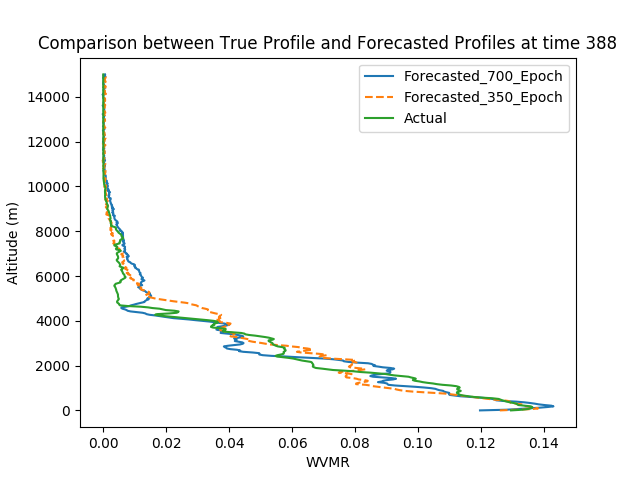 Comparison between True Profile and Forecasted Profiles at time 388
Forecasted_700_Epoch
Forecasted_350_Epoch
Actual
Altitude (m)
14000
12000
10000
8000
6000
4000
2000
0
0.00 0.02 0.04 0.06 0.08 0.10 0.12 0.14
WVMR